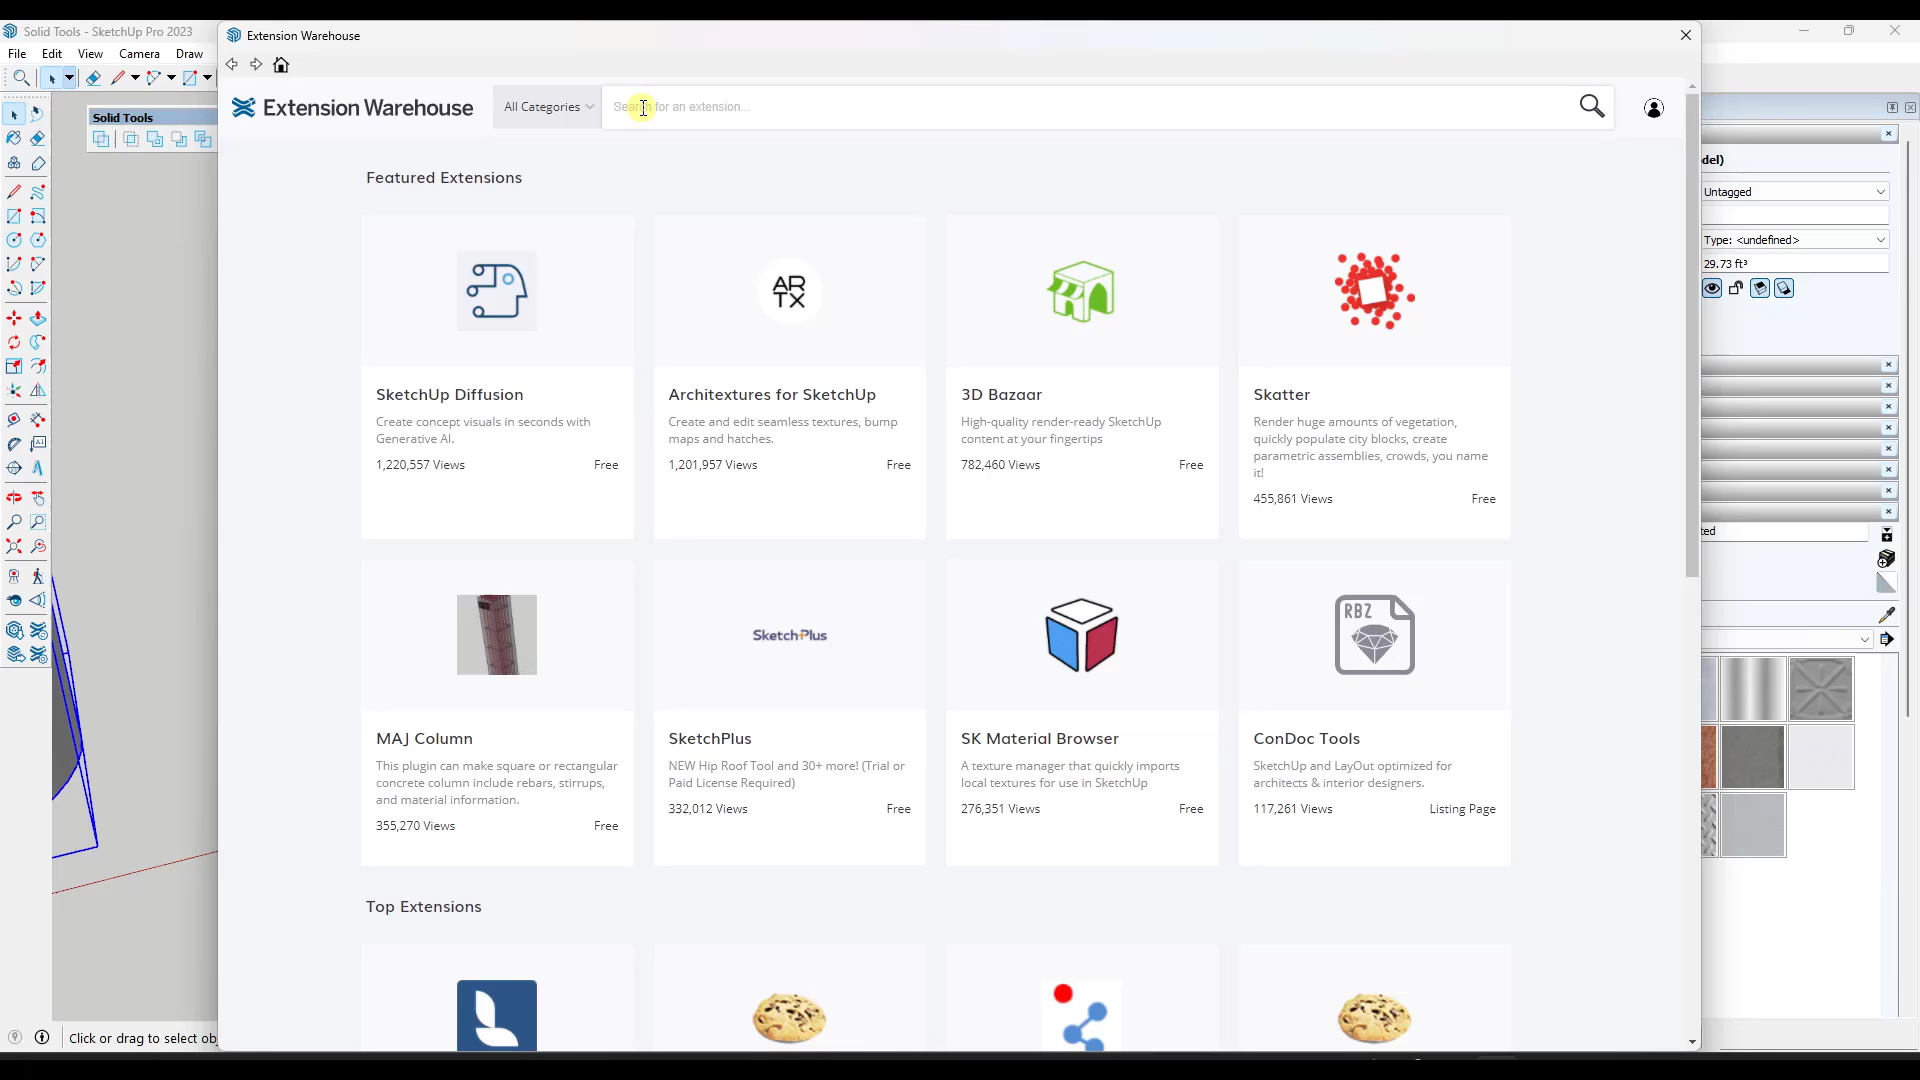 Solid Tools - SketchUp Pro 2023
File Edit View Camera Draw
Solid Tools
Extension Warehouse
Extension Warehouse
All Categories
Search for an extension...
Featured Extensions
SketchUp Diffusion
Create concept visuals in seconds with
Generative AI.
1,220,557 Views
Free
AR
TX
Architextures for SketchUp
Create and edit seamless textures, bump
maps and hatches.
1,201,957 Views
Free
3D Bazaar
High-quality render-ready SketchUp
content at your fingertips
782,460 Views
Free
Skatter
Render huge amounts of vegetation,
quickly populate city blocks, create
parametric assemblies, crowds, you name
it!
455,861 Views
Free
MAJ Column
This plugin can make square or rectangular
concrete column include rebars, stirrups,
and material information.
355,270 Views
Free
SketchPlus
SketchPlus
NEW Hip Roof Tool and 30+ more! (Trial or
Paid License Required)
332,012 Views
Free
SK Material Browser
A texture manager that quickly imports
local textures for use in SketchUp
276,351 Views
Free
RBZ
ConDoc Tools
SketchUp and LayOut optimized for
architects & interior designers.
117,261 Views
Listing Page
Top Extensions
del)
Untagged
Type: <undefined>
29.73 ft³
ted
Click or drag to select obj